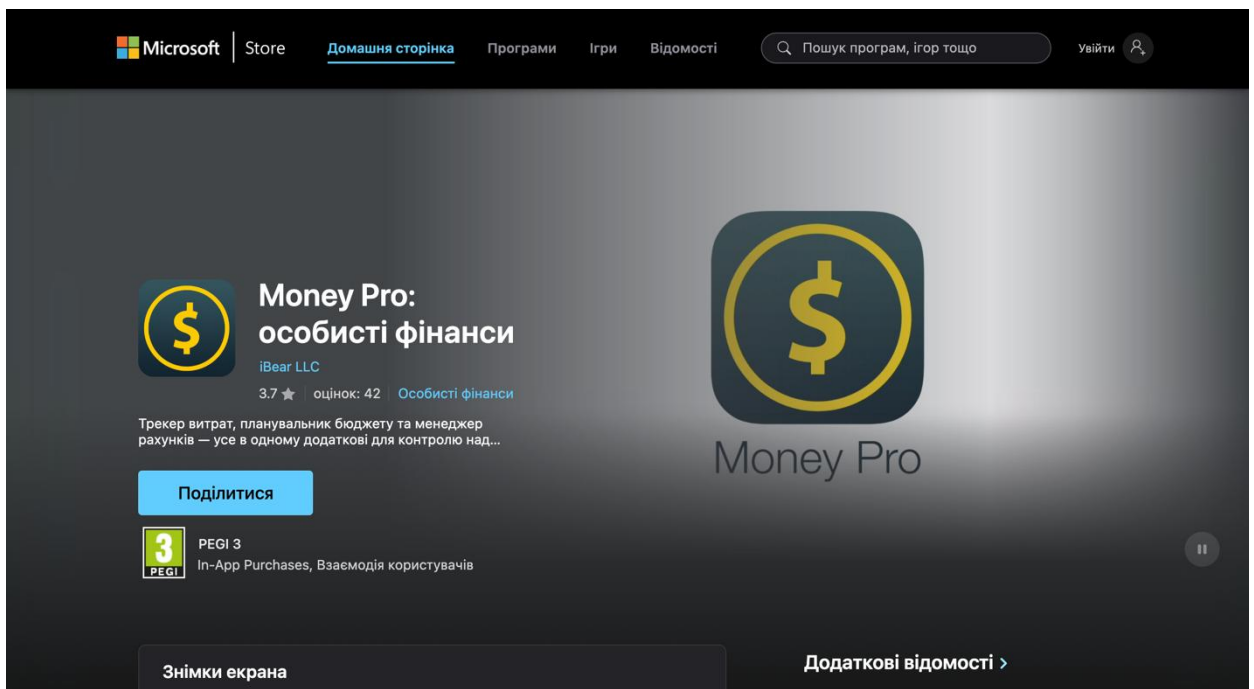 Microsoft Store Домашня сторінка Програми Ігри Відомості Пошук програм, ігор тощо Увійти
Money Pro:
особисті фінанси
iBear LLC
3.7 ★ оцінок: 42 Особисті фінанси
Трекер витрат, планувальник бюджету та менеджер
рахунків — усе в одному додаткові для контролю над...
Поділитися
3
PEGI
PEGI 3
In-App Purchases, Взаємодія користувачів
$
$
Money Pro
Знімки екрана
Додаткові відомості >